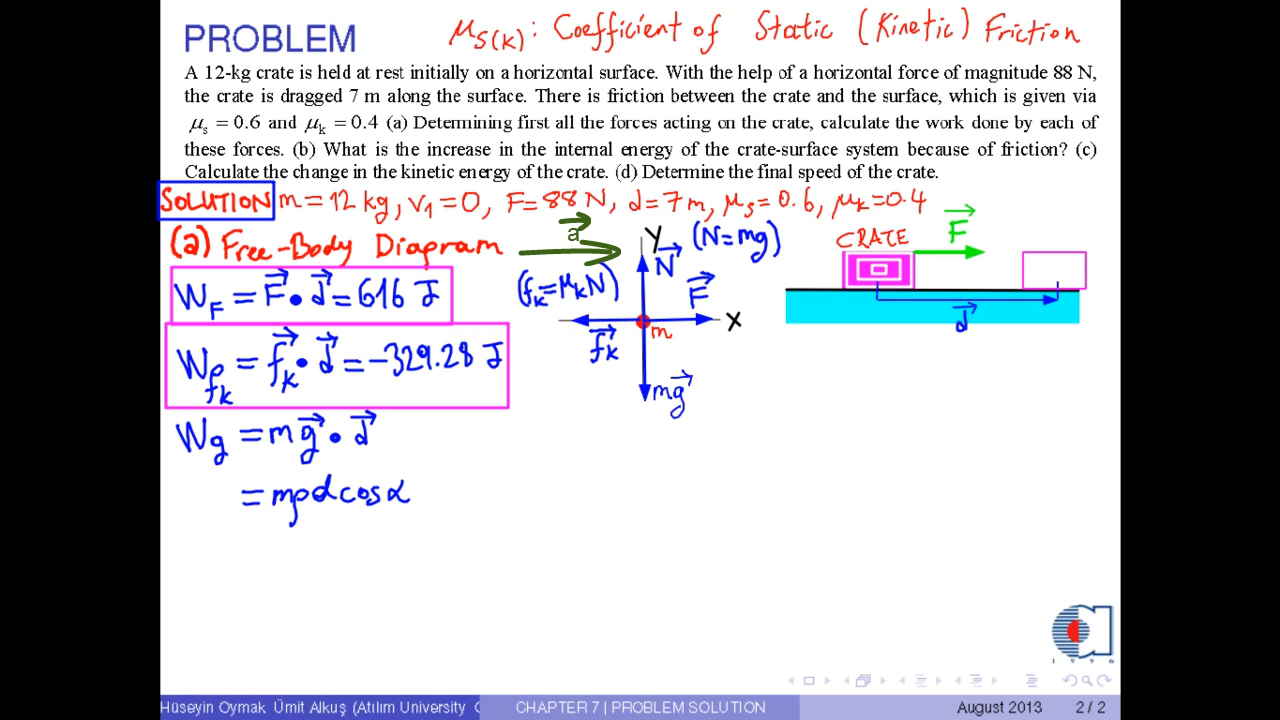 PROBLEM
μs(k) : Coefficient of Static (Kinetic) Friction
A 12-kg crate is held at rest initially on a horizontal surface. With the help of a horizontal force of magnitude 88 N,
the crate is dragged 7 m along the surface. There is friction between the crate and the surface, which is given via
μs = 0.6 and μk = 0.4 (a) Determining first all the forces acting on the crate, calculate the work done by each of
these forces. (b) What is the increase in the internal energy of the crate-surface system because of friction? (c)
Calculate the change in the kinetic energy of the crate. (d) Determine the final speed of the crate.
SOLUTION m = 12 kg, v1 = 0, F = 88 N, d = 7 m, μs = 0.6, μk = 0.4
(a) Free-Body Diagram
a⃗
Y
N⃗
(N = mg)
CRATE
F⃗
WF = F⃗ • d⃗ = 616 J
(fk = μkN)
F⃗
X
m
f⃗k
mg⃗
d⃗
Wfk = f⃗k • d⃗ = -329.28 J
Wg = mg⃗ • d⃗
= mgd cos α
1 9 9 6
Hüseyin Oymak, Ümit Alkuş (Atılım University
CHAPTER 7 | PROBLEM SOLUTION
August 2013
2 / 2